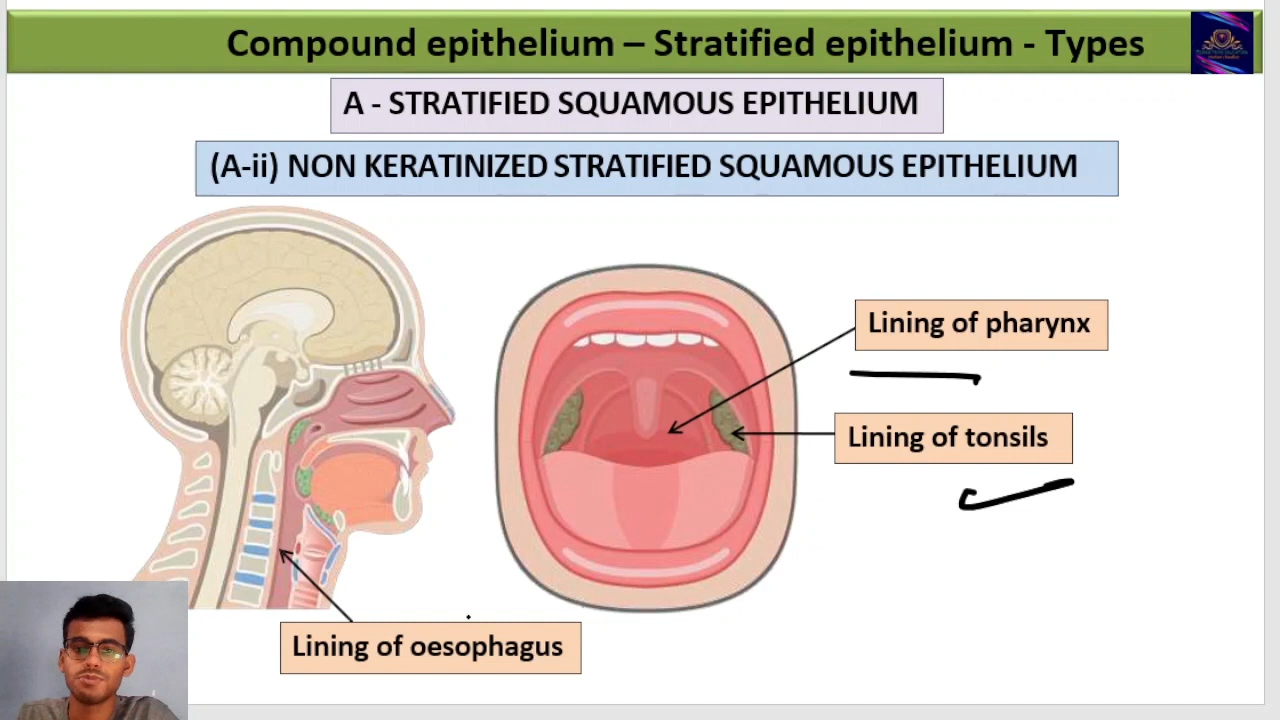 Compound epithelium – Stratified epithelium - Types
A - STRATIFIED SQUAMOUS EPITHELIUM
(A-ii) NON KERATINIZED STRATIFIED SQUAMOUS EPITHELIUM
Lining of pharynx
Lining of tonsils
Lining of oesophagus